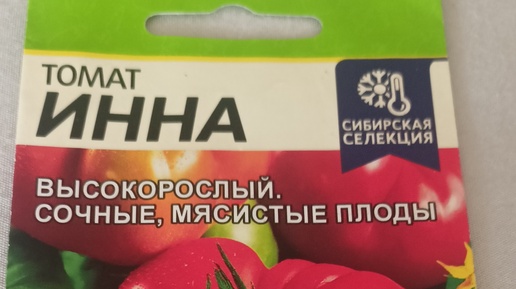 ТОМАТ
ИННА
СИБИРСКАЯ
СЕЛЕКЦИЯ
ВЫСОКОРОСЛЫЙ.
СОЧНЫЕ, МЯСИСТЫЕ ПЛОДЫ